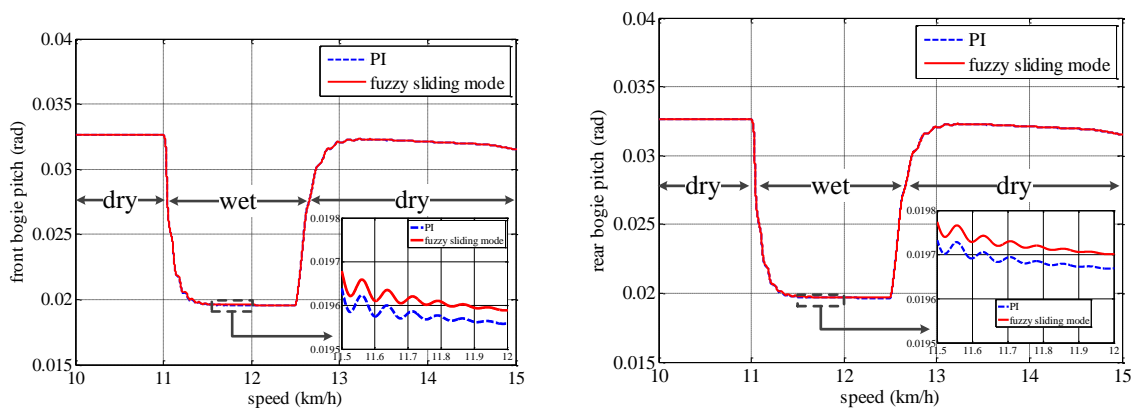 0.04
0.035
0.03
0.025
0.02
0.015
front bogie pitch (rad)
PI
fuzzy sliding mode
dry
wet
dry
0.0198
0.0197
0.0196
0.0195
PI
fuzzy sliding mode
11.5 11.6 11.7 11.8 11.9 12
10 11 12 13 14 15
speed (km/h)
0.04
0.035
0.03
0.025
0.02
0.015
rear bogie pitch (rad)
PI
fuzzy sliding mode
dry
wet
dry
0.0198
0.0197
0.0196
0.0195
PI
fuzzy sliding mode
11.5 11.6 11.7 11.8 11.9 12
10 11 12 13 14 15
speed (km/h)